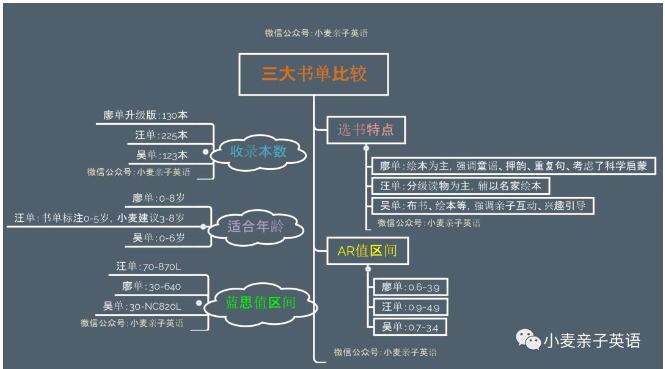 微信公众号:小麦亲子英语
三大书单比较
廖单升级版:130本
汪单:225本
吴单:123本
微信公众号:小麦亲子英语
收录本数
廖单:0-8岁
汪单:书单标注0-5岁,小麦建议3-8岁
吴单:0-6岁
适合年龄
汪单:70-870L
廖单:30-640
吴单:30-NC820L
微信公众号:小麦亲子英语
蓝思值区间
选书特点
廖单:绘本为主,强调童谣、押韵、重复句、考虑了科学启蒙
汪单:分级读物为主,辅以名家绘本
吴单:布书、绘本等,强调亲子互动、兴趣引导
微信公众号:小麦亲子英语
AR值区间
廖单:0.6-3.9
汪单:0.9-4.9
吴单:0.7-3.4
微信公众号:小麦亲子英语
小麦亲子英语